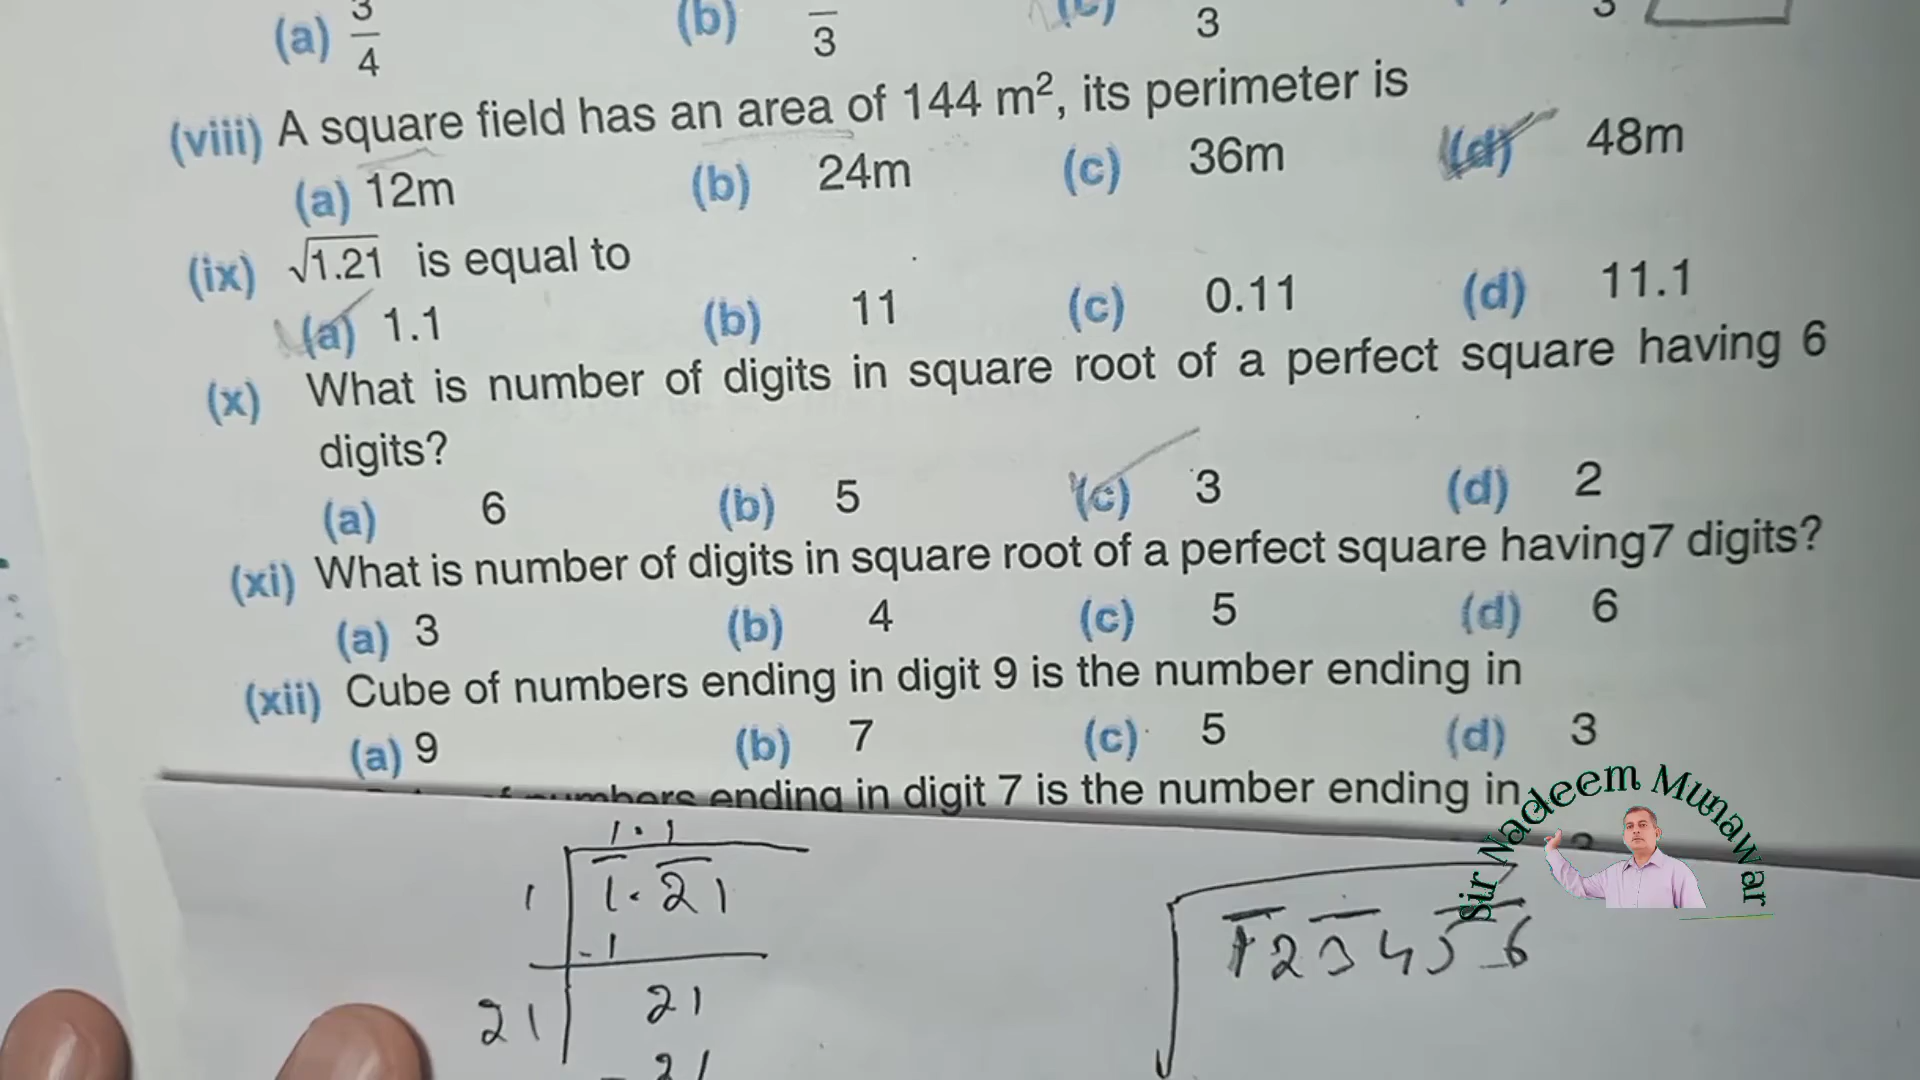 (a) 3/4 (b) 3 (c) 3 3
(viii) A square field has an area of 144 m², its perimeter is
(a) 12m (b) 24m (c) 36m (d) 48m
(ix) √1.21 is equal to
(a) 1.1 (b) 11 (c) 0.11 (d) 11.1
(x) What is number of digits in square root of a perfect square having 6
digits?
(a) 6 (b) 5 (c) 3 (d) 2
(xi) What is number of digits in square root of a perfect square having7 digits?
(a) 3 (b) 4 (c) 5 (d) 6
(xii) Cube of numbers ending in digit 9 is the number ending in
(a) 9 (b) 7 (c) 5 (d) 3
numbers ending in digit 7 is the number ending in
Sir Nadeem Munawar
1.1
1 1.21
-1
21 21
-21
123456